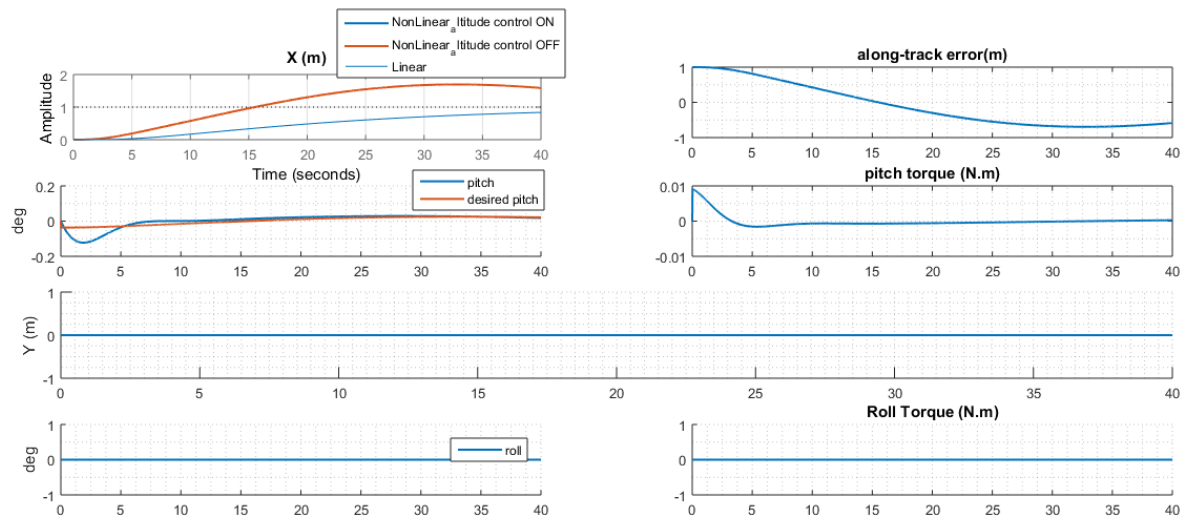 NonLinear_altitude control ON
NonLinear_altitude control OFF
Linear
X (m)
Amplitude
2
1
0
0 5 10 15 20 25 30 35 40
Time (seconds)
along-track error(m)
1
0
-1
0 5 10 15 20 25 30 35 40
pitch
desired pitch
deg
0.2
0
-0.2
0 5 10 15 20 25 30 35 40
pitch torque (N.m)
0.01
0
-0.01
0 5 10 15 20 25 30 35 40
Y (m)
1
0
-1
0 5 10 15 20 25 30 35 40
deg
1
0
-1
roll
0 5 10 15 20 25 30 35 40
Roll Torque (N.m)
1
0
-1
0 5 10 15 20 25 30 35 40